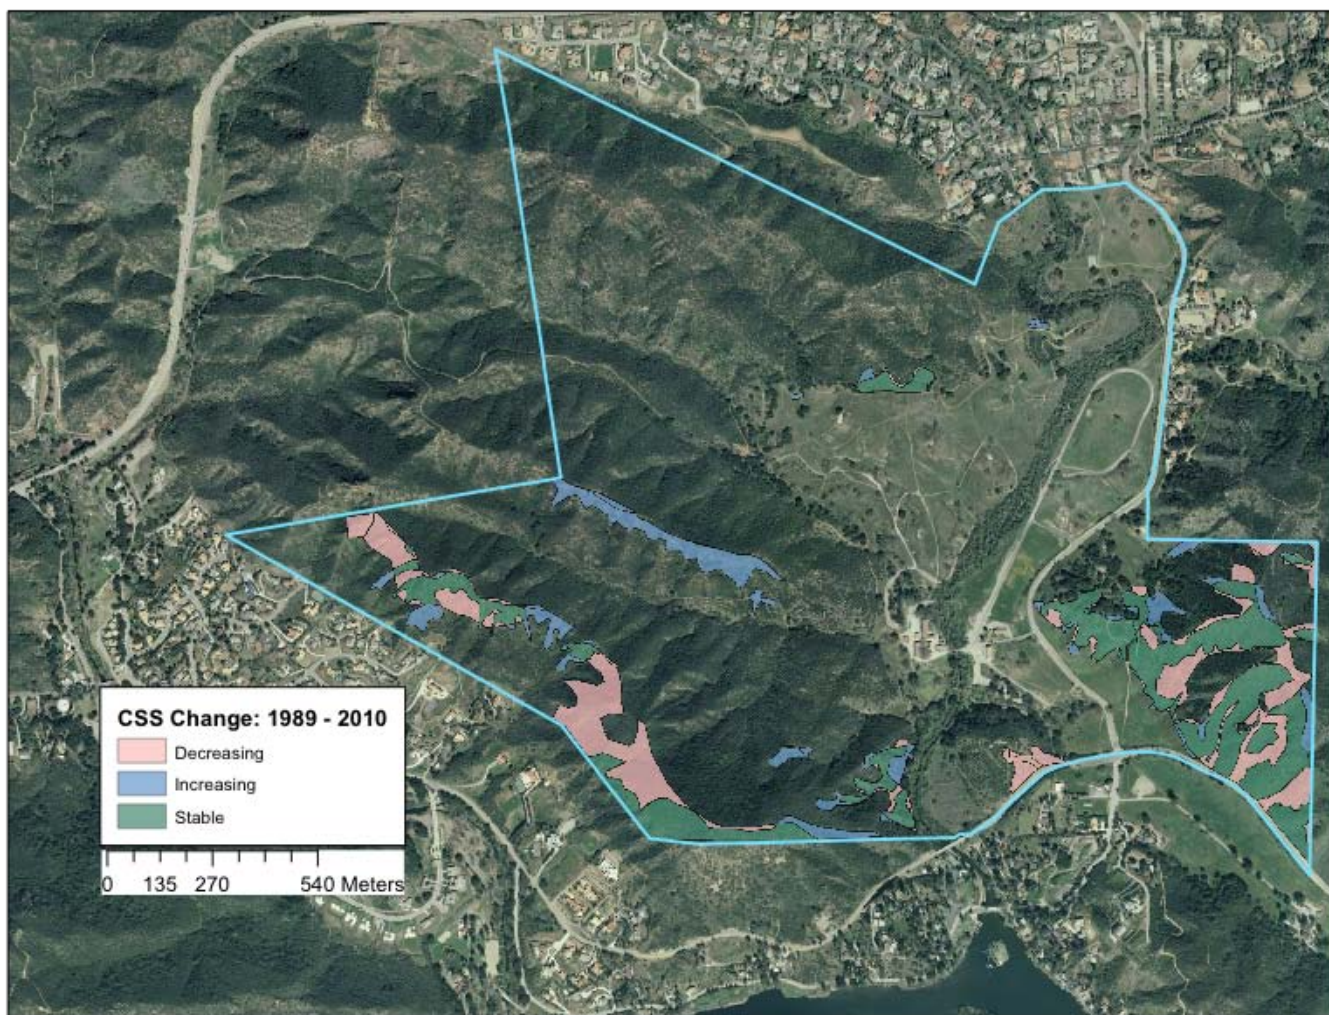 CSS Change: 1989 - 2010
Decreasing
Increasing
Stable
0 135 270 540 Meters